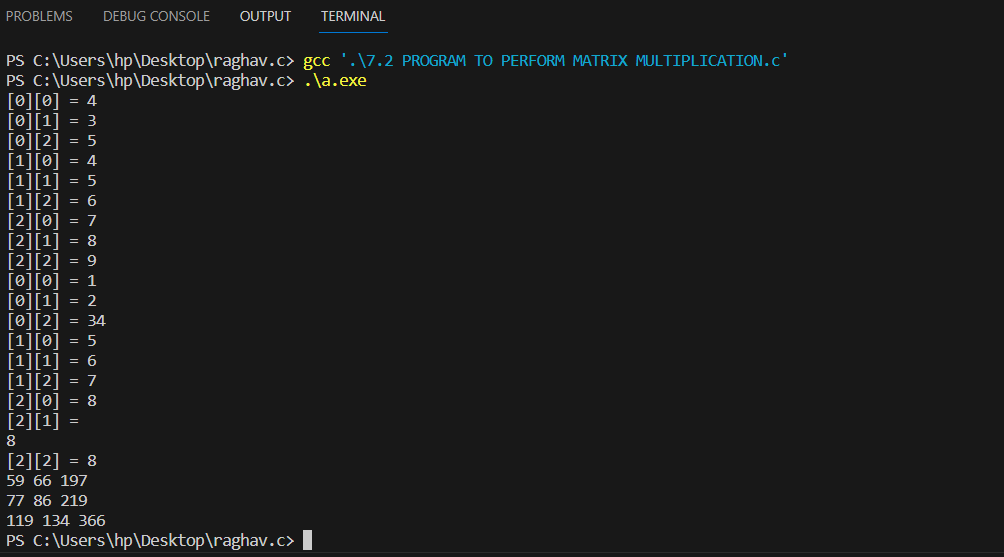 PROBLEMS DEBUG CONSOLE OUTPUT TERMINAL
PS C:\Users\hp\Desktop\raghav.c> gcc '.\7.2 PROGRAM TO PERFORM MATRIX MULTIPLICATION.c'
PS C:\Users\hp\Desktop\raghav.c> .\a.exe
[0][0] = 4
[0][1] = 3
[0][2] = 5
[1][0] = 4
[1][1] = 5
[1][2] = 6
[2][0] = 7
[2][1] = 8
[2][2] = 9
[0][0] = 1
[0][1] = 2
[0][2] = 34
[1][0] = 5
[1][1] = 6
[1][2] = 7
[2][0] = 8
[2][1] =
8
[2][2] = 8
59 66 197
77 86 219
119 134 366
PS C:\Users\hp\Desktop\raghav.c>